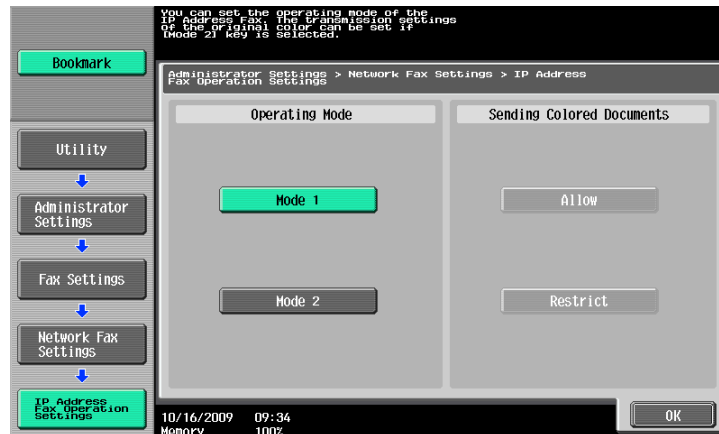 You can set the operating mode of the
IP Address Fax. The transmission settings
of the original color can be set if
[Mode 2] key is selected.
Bookmark
Administrator Settings > Network Fax Settings > IP Address
Fax Operation Settings
Operating Mode
Sending Colored Documents
Utility
Mode 1
Allow
Administrator
Settings
Fax Settings
Mode 2
Restrict
Network Fax
Settings
IP Address
Fax Operation
Settings
10/16/2009 09:34
Memory 100%
OK